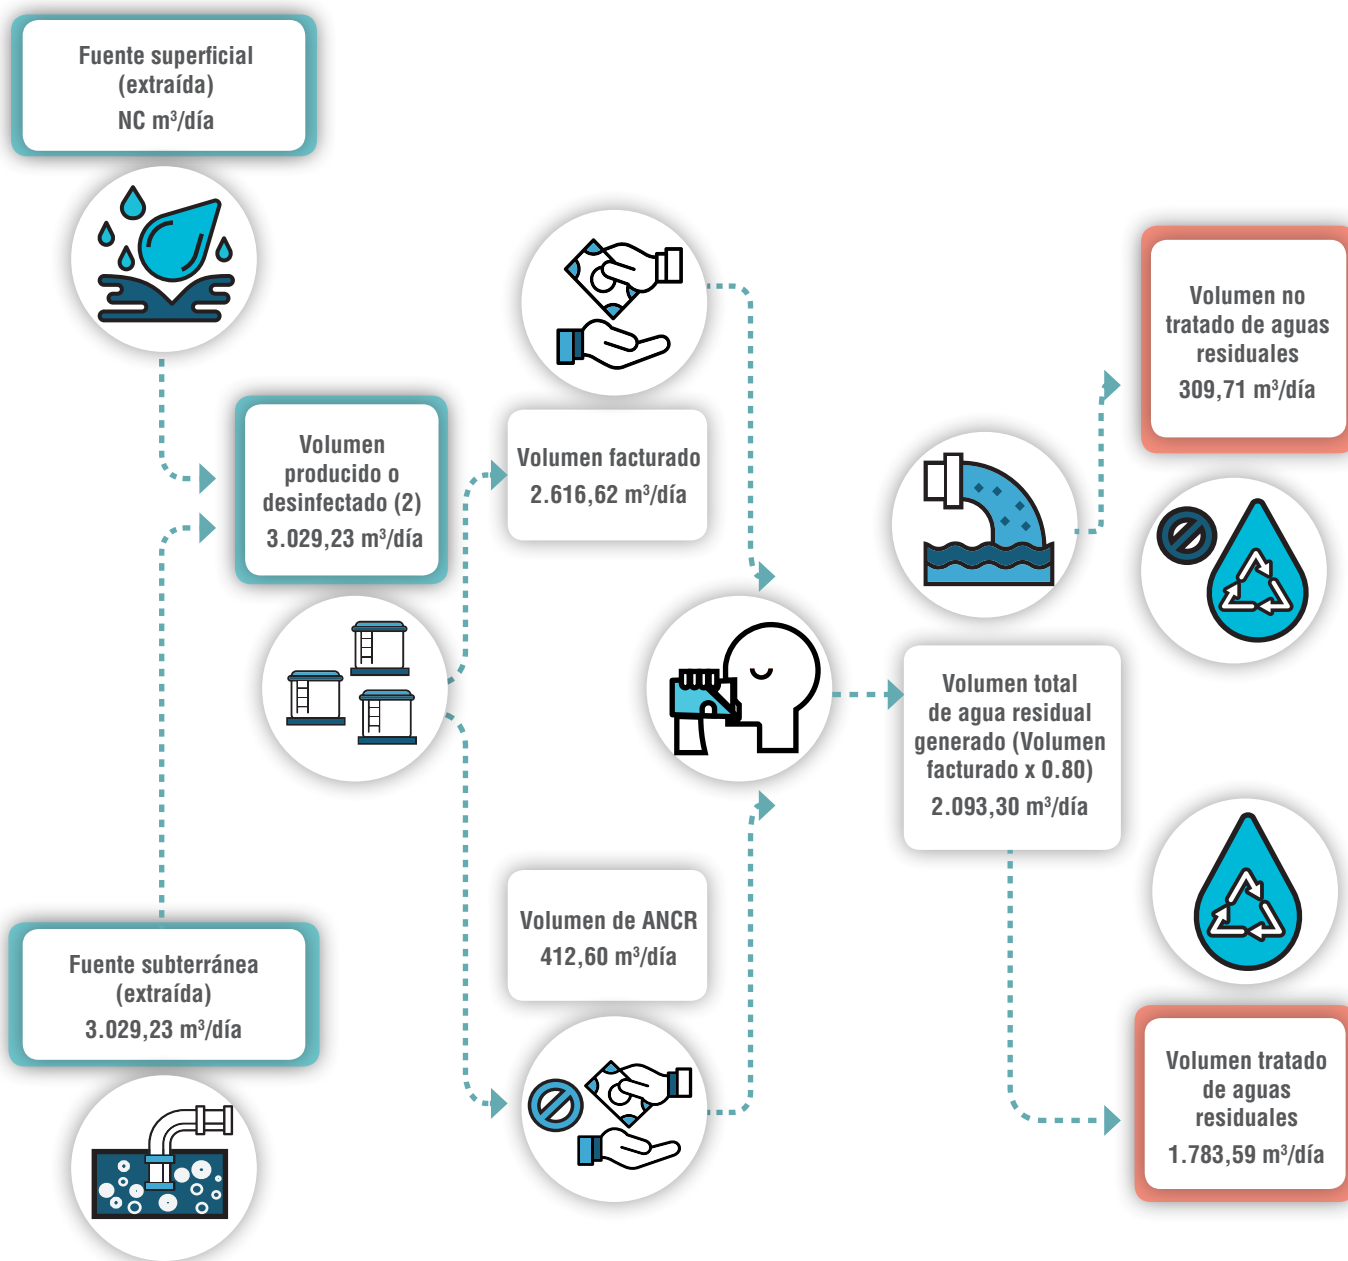 Fuente superficial
(extraída)
NC m³/día
Volumen
producido o
desinfectado (2)
3.029,23 m³/día
Fuente subterránea
(extraída)
3.029,23 m³/día
Volumen facturado
2.616,62 m³/día
Volumen de ANCR
412,60 m³/día
Volumen total
de agua residual
generado (Volumen
facturado x 0.80)
2.093,30 m³/día
Volumen no
tratado de aguas
residuales
309,71 m³/día
Volumen tratado
de aguas
residuales
1.783,59 m³/día